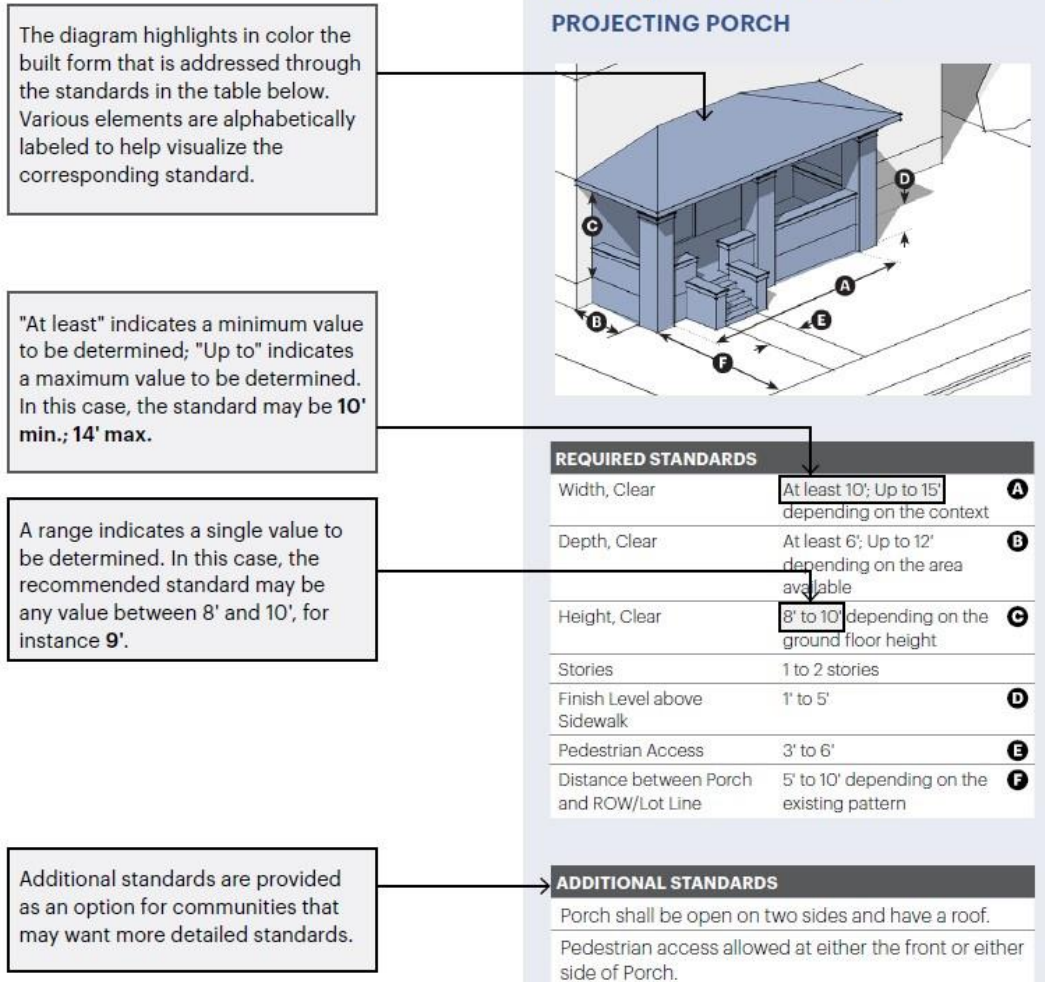 The diagram highlights in color the
built form that is addressed through
the standards in the table below.
Various elements are alphabetically
labeled to help visualize the
corresponding standard.
"At least" indicates a minimum value
to be determined; "Up to" indicates
a maximum value to be determined.
In this case, the standard may be 10'
min.; 14' max.
A range indicates a single value to
be determined. In this case, the
recommended standard may be
any value between 8' and 10', for
instance 9'.
Additional standards are provided
as an option for communities that
may want more detailed standards.
PROJECTING PORCH
D
C
A
B
E
F
REQUIRED STANDARDS
Width, Clear At least 10'; Up to 15' A
depending on the context
Depth, Clear At least 6'; Up to 12' B
depending on the area
available
Height, Clear 8' to 10' depending on the C
ground floor height
Stories 1 to 2 stories
Finish Level above 1' to 5' D
Sidewalk
Pedestrian Access 3' to 6' E
Distance between Porch 5' to 10' depending on the F
and ROW/Lot Line existing pattern
ADDITIONAL STANDARDS
Porch shall be open on two sides and have a roof.
Pedestrian access allowed at either the front or either
side of Porch.